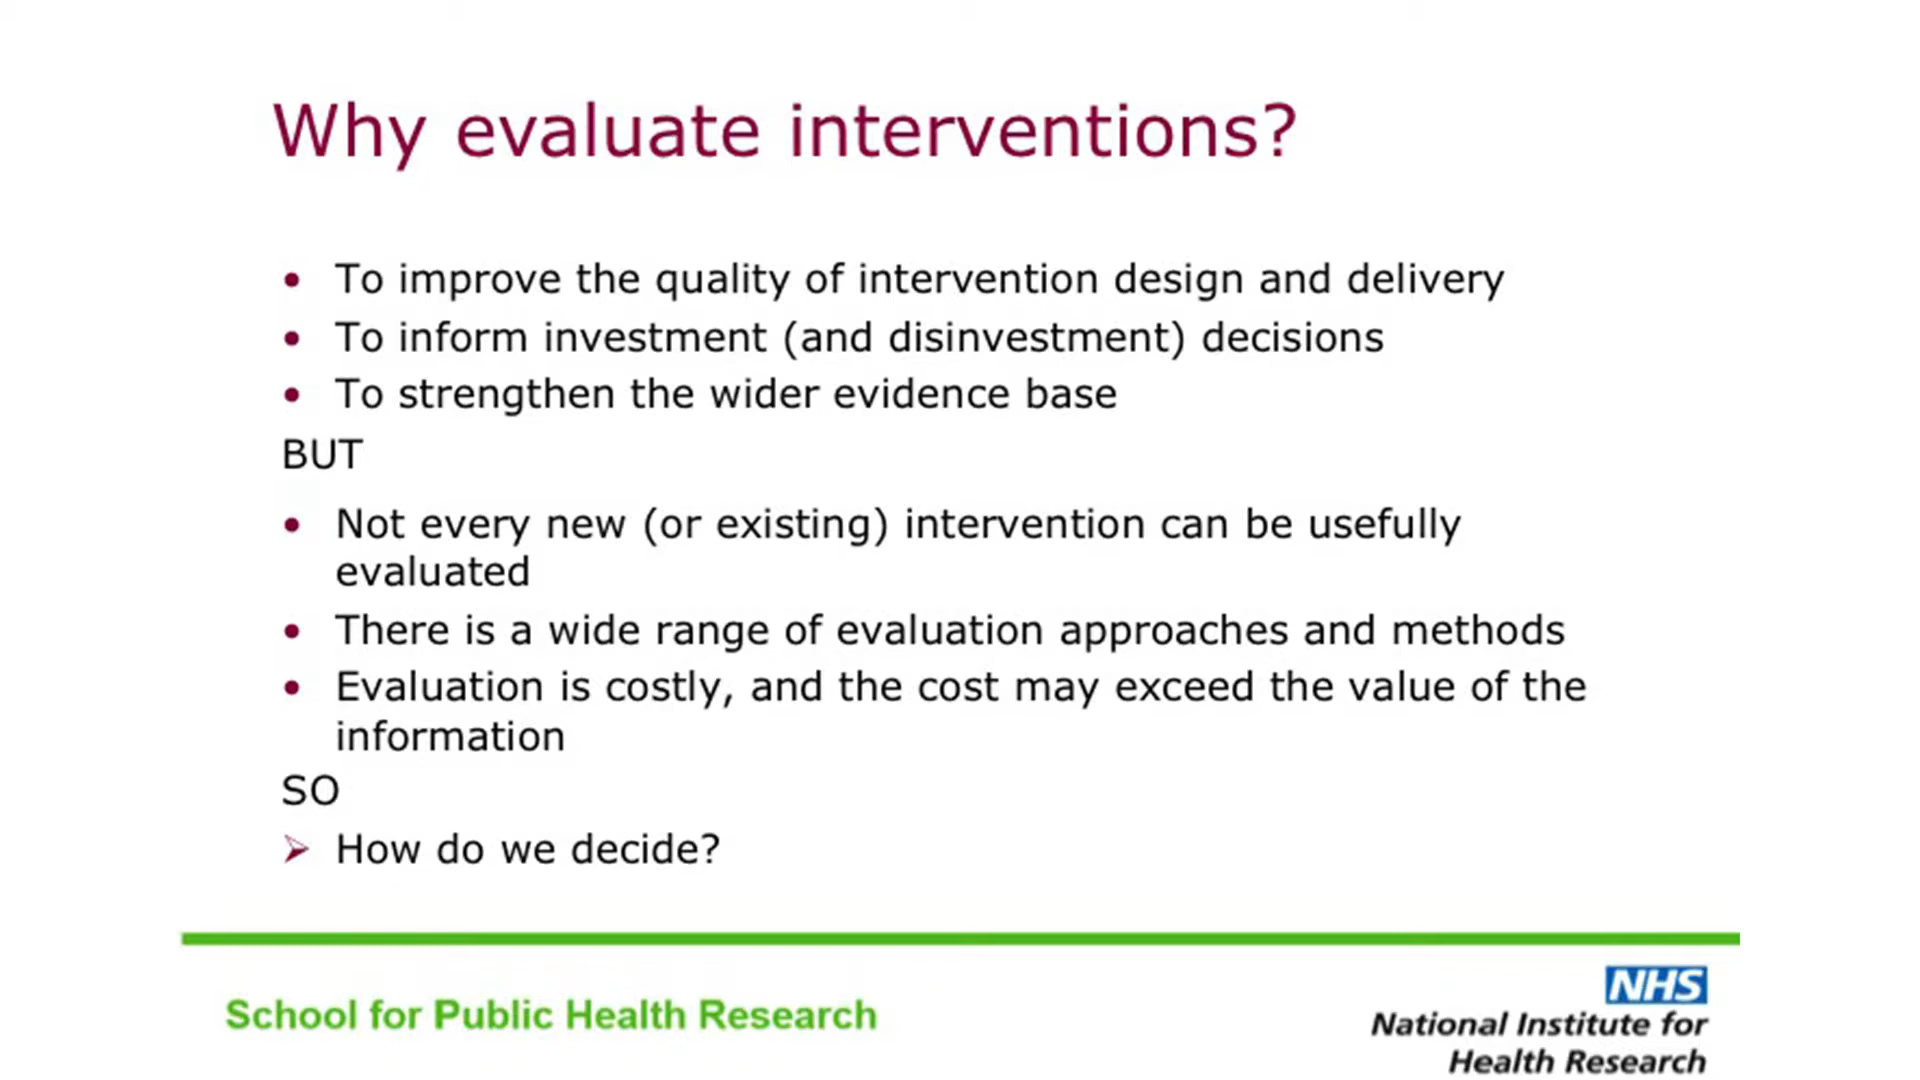 Why evaluate interventions?
• To improve the quality of intervention design and delivery
• To inform investment (and disinvestment) decisions
• To strengthen the wider evidence base
BUT
• Not every new (or existing) intervention can be usefully
evaluated
• There is a wide range of evaluation approaches and methods
• Evaluation is costly, and the cost may exceed the value of the
information
SO
➢ How do we decide?
School for Public Health Research
NHS
National Institute for
Health Research